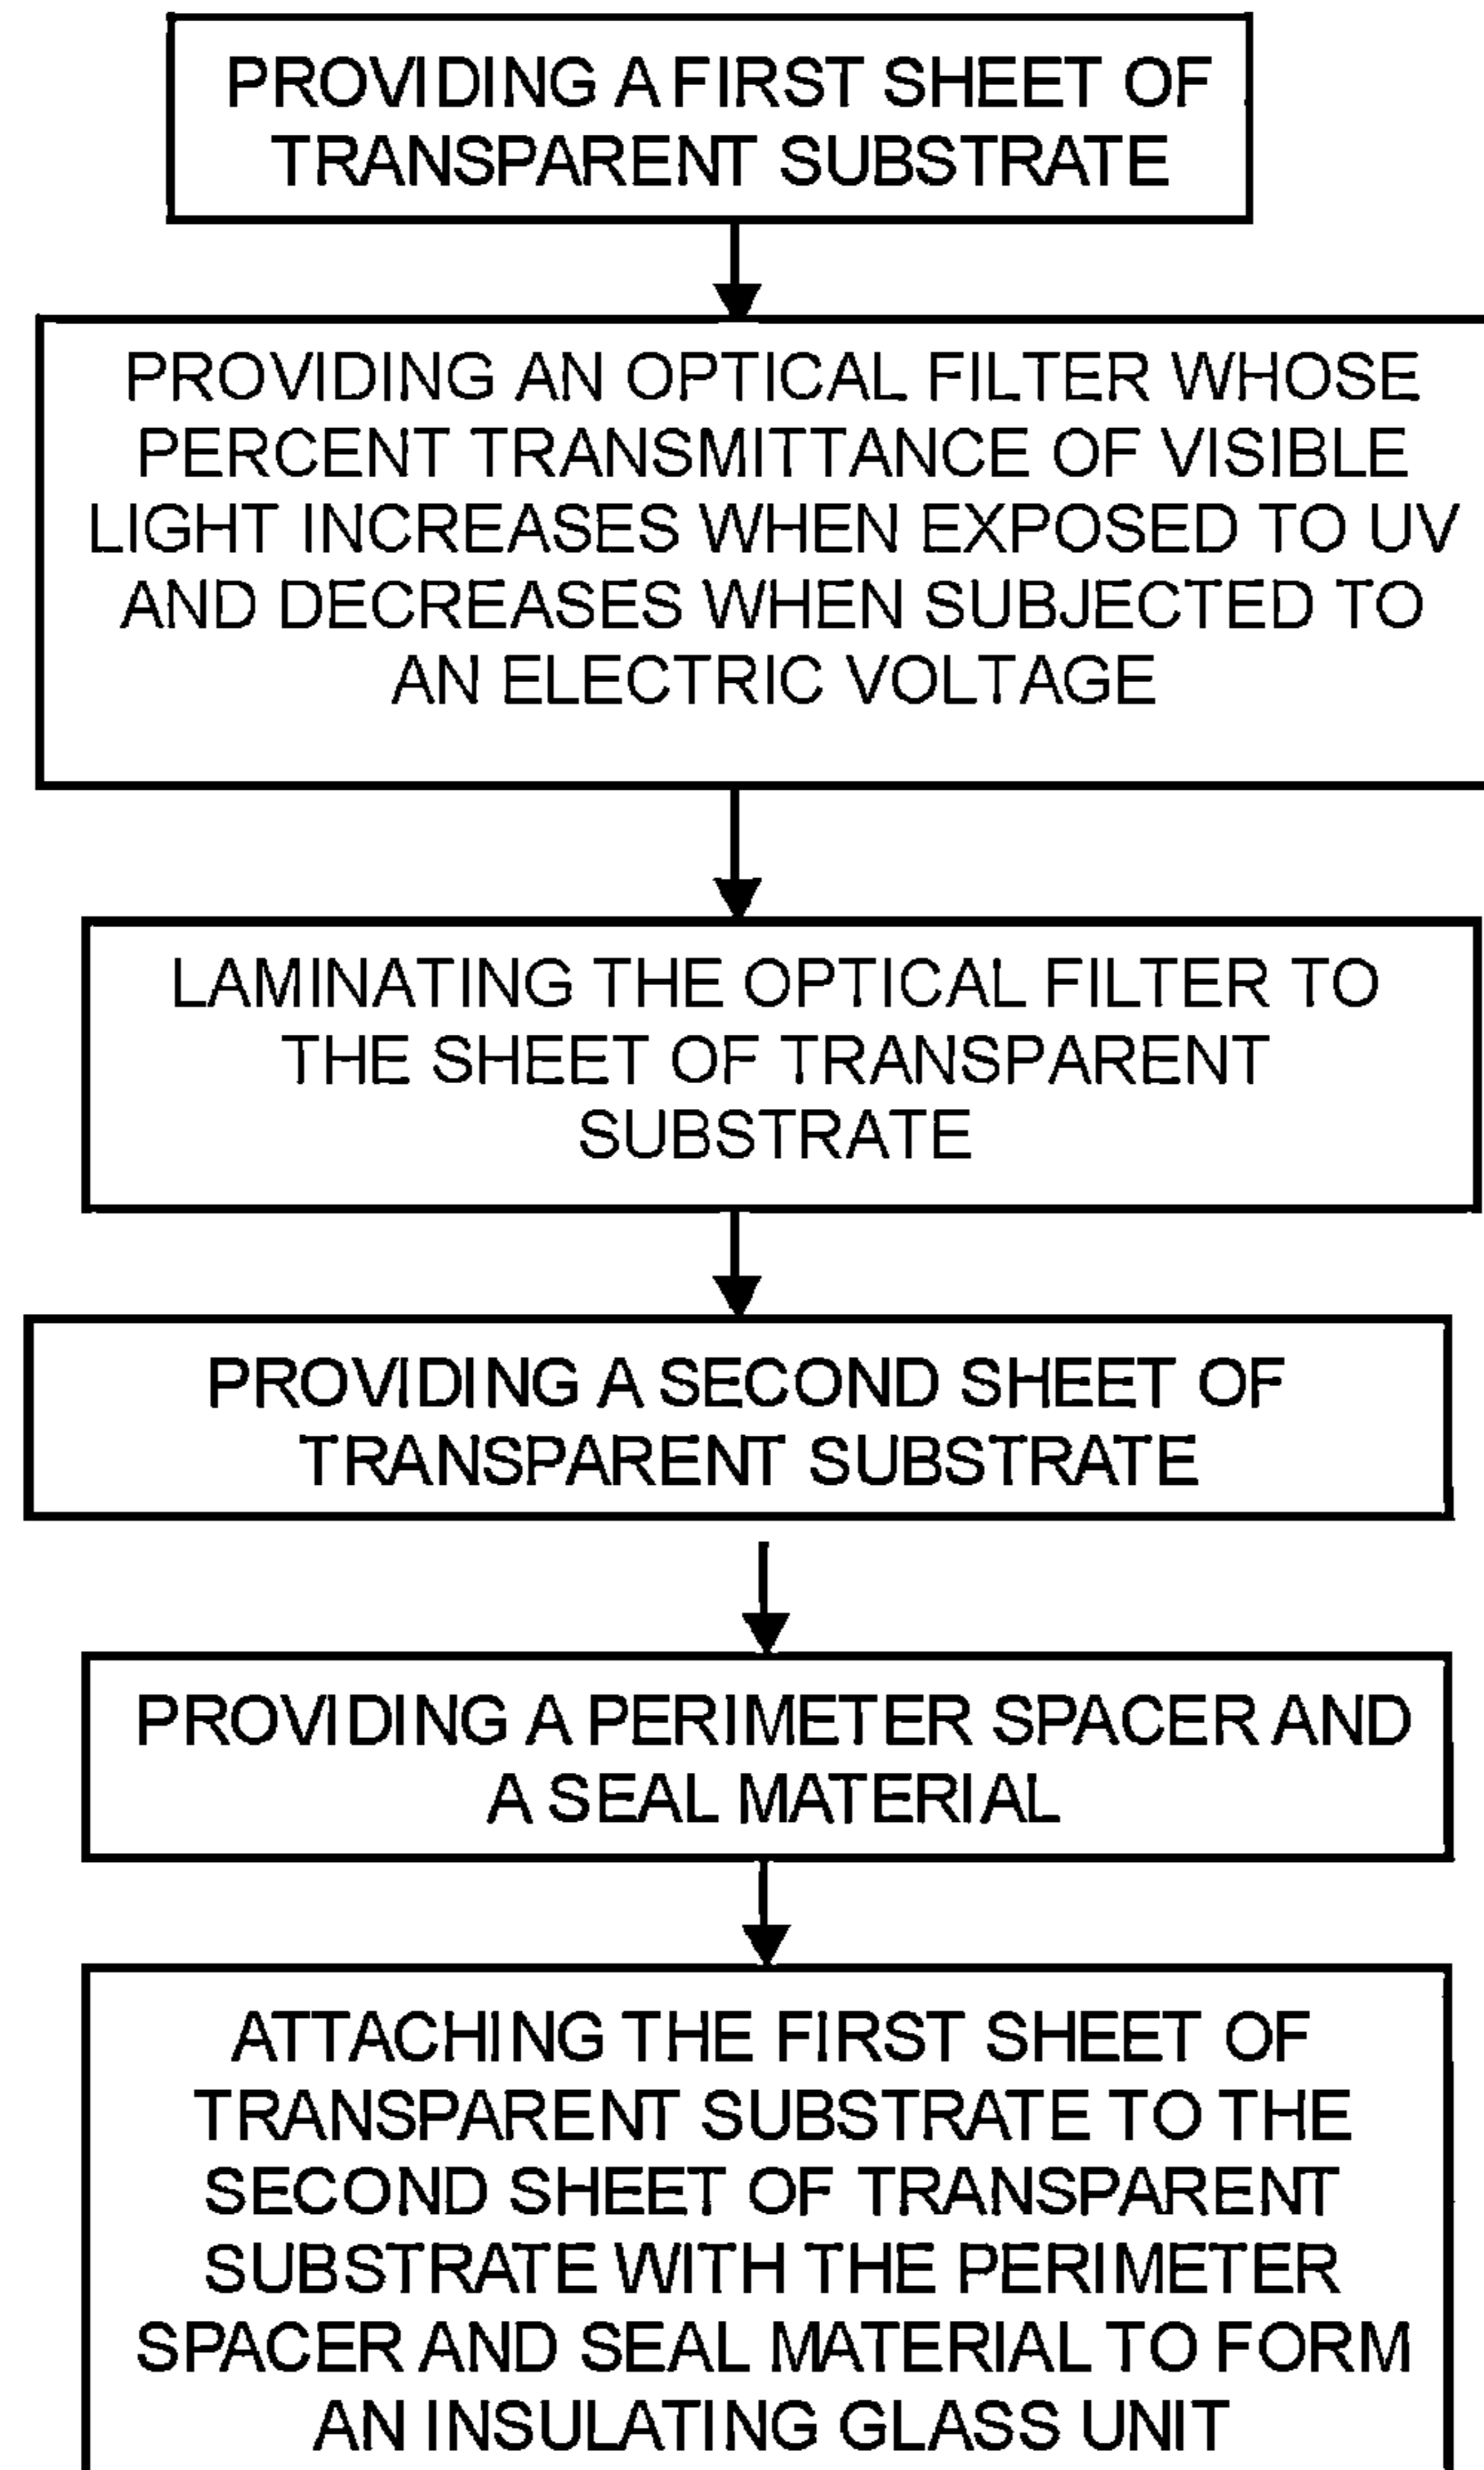 PROVIDING A FIRST SHEET OF
TRANSPARENT SUBSTRATE
PROVIDING AN OPTICAL FILTER WHOSE
PERCENT TRANSMITTANCE OF VISIBLE
LIGHT INCREASES WHEN EXPOSED TO UV
AND DECREASES WHEN SUBJECTED TO
AN ELECTRIC VOLTAGE
LAMINATING THE OPTICAL FILTER TO
THE SHEET OF TRANSPARENT
SUBSTRATE
PROVIDING A SECOND SHEET OF
TRANSPARENT SUBSTRATE
PROVIDING A PERIMETER SPACER AND
A SEAL MATERIAL
ATTACHING THE FIRST SHEET OF
TRANSPARENT SUBSTRATE TO THE
SECOND SHEET OF TRANSPARENT
SUBSTRATE WITH THE PERIMETER
SPACER AND SEAL MATERIAL TO FORM
AN INSULATING GLASS UNIT